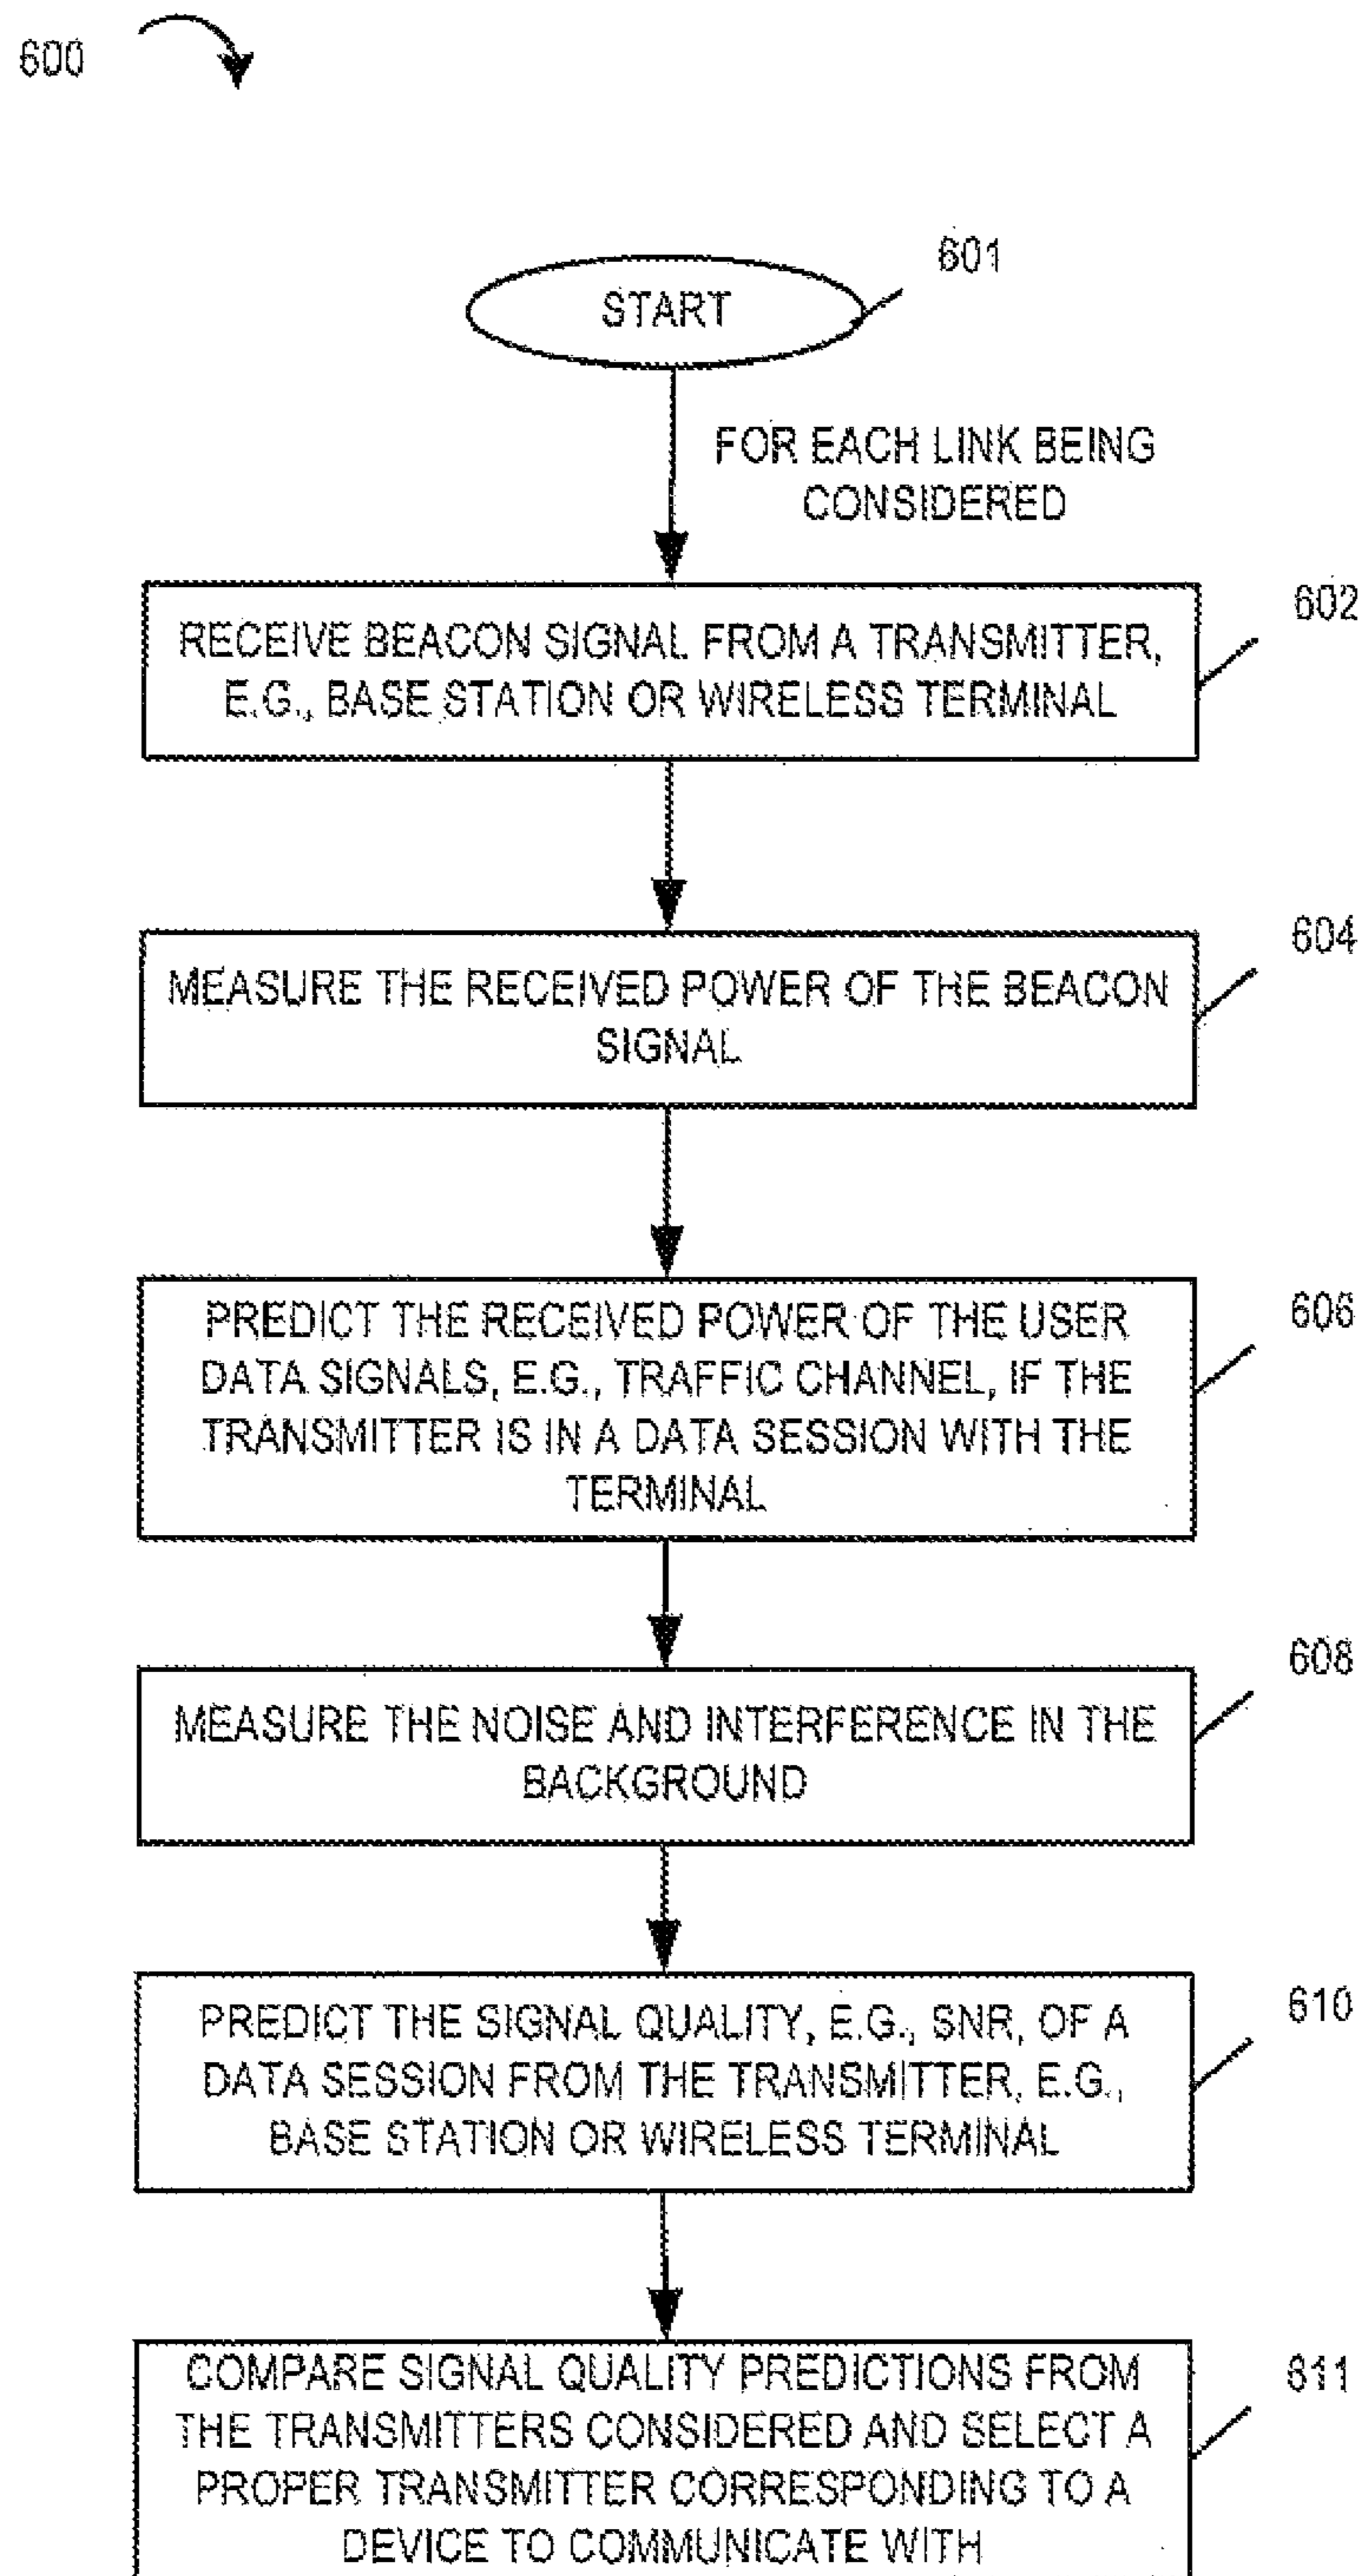 600
601
START
FOR EACH LINK BEING
CONSIDERED
602
RECEIVE BEACON SIGNAL FROM A TRANSMITTER,
E.G., BASE STATION OR WIRELESS TERMINAL
604
MEASURE THE RECEIVED POWER OF THE BEACON
SIGNAL
606
PREDICT THE RECEIVED POWER OF THE USER
DATA SIGNALS, E.G., TRAFFIC CHANNEL, IF THE
TRANSMITTER IS IN A DATA SESSION WITH THE
TERMINAL
608
MEASURE THE NOISE AND INTERFERENCE IN THE
BACKGROUND
610
PREDICT THE SIGNAL QUALITY, E.G., SNR, OF A
DATA SESSION FROM THE TRANSMITTER, E.G.,
BASE STATION OR WIRELESS TERMINAL
611
COMPARE SIGNAL QUALITY PREDICTIONS FROM
THE TRANSMITTERS CONSIDERED AND SELECT A
PROPER TRANSMITTER CORRESPONDING TO A
DEVICE TO COMMUNICATE WITH